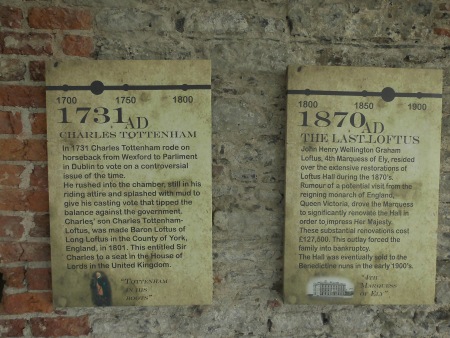 1700 1750 1800
1731 AD
CHARLES TOTTENHAM
In 1731 Charles Tottenham rode on
horseback from Wexford to Parliment
in Dublin to vote on a controversial
issue of the time.
He rushed into the chamber, still in his
riding attire and splashed with mud to
give his casting vote that tipped the
balance against the government.
Charles' son Charles Tottenham-
Loftus, was made Baron Loftus of
Long Loftus in the County of York,
England, in 1801. This entitled Sir
Charles to a seat in the House of
Lords in the United Kingdom.
"TOTTENHAM
IN HIS
BOOTS"
1800 1850 1900 1950
1870 AD
THE LAST LOFTUS
John Henry Wellington Graham
Loftus, 4th Marquess of Ely, resided
over the extensive restorations of
Loftus Hall during the 1870's.
Rumour of a potential visit from the
reigning monarch of England,
Queen Victoria, drove the Marquess
to significantly renovate the Hall in
order to impress Her Majesty.
These substantial renovations cost
£127,600. This outlay forced the
family into bankruptcy.
The Hall was eventually sold to the
Benedictine nuns in the early 1900's.
"4TH
MARQUESS
OF ELY"